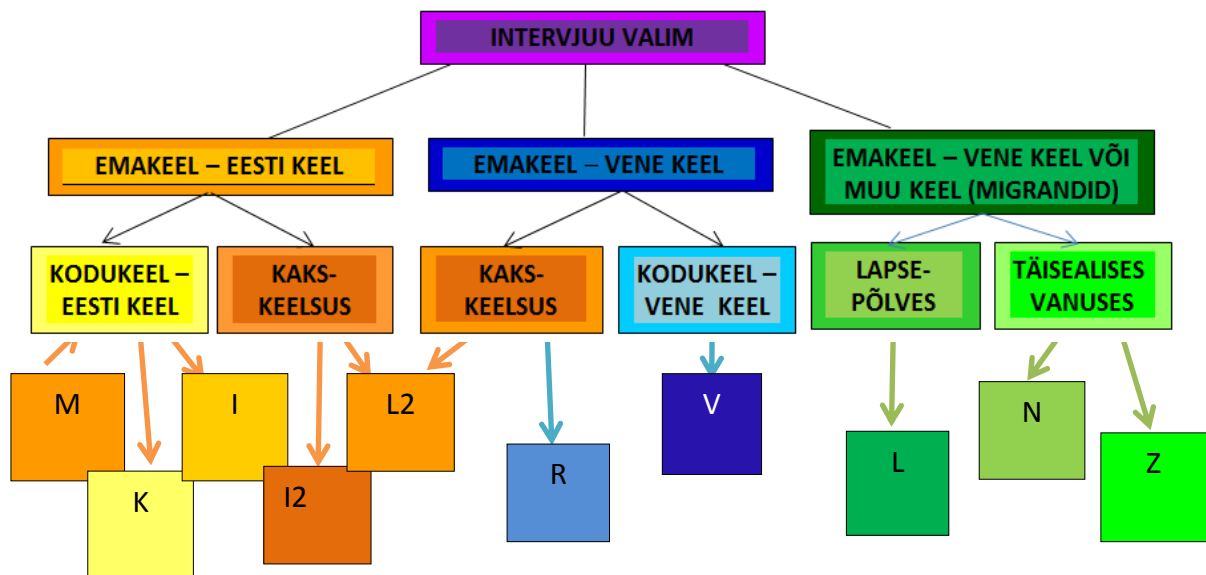 INTERVJUU VALIM
EMAKEEL – EESTI KEEL
EMAKEEL – VENE KEEL
EMAKEEL – VENE KEEL VÕI
MUU KEEL (MIGRANDID)
KODUKEEL –
EESTI KEEL
KAKS-
KEELSUS
KAKS-
KEELSUS
KODUKEEL –
VENE KEEL
LAPSE-
PÕLVES
TÄISEALISES
VANUSES
M
K
I
I2
L2
R
V
L
N
Z